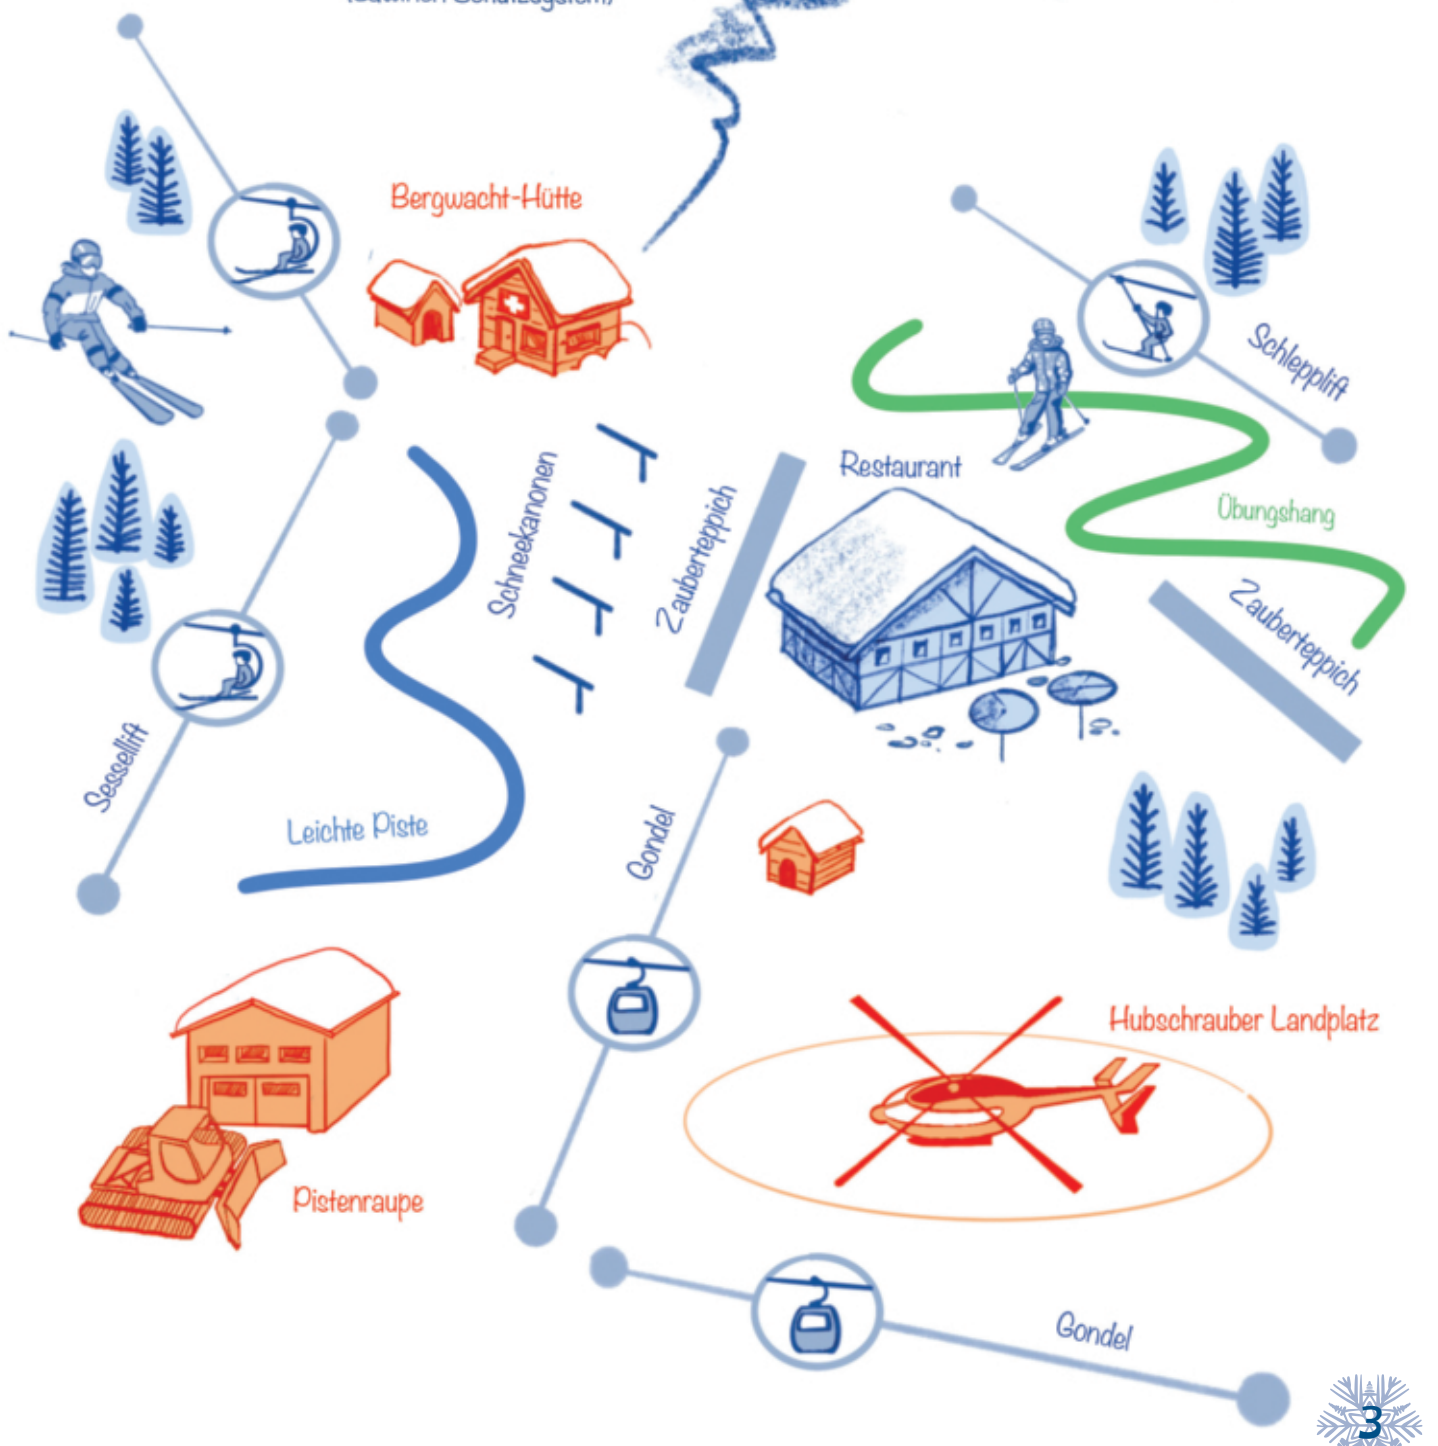 Bergwacht-Hütte
Schlepplift
Restaurant
Schneekanonen
Zauberteppich
Übungshang
Zauberteppich
Sessellift
Leichte Piste
Gondel
Hubschrauber Landplatz
Pistenraupe
Gondel
3